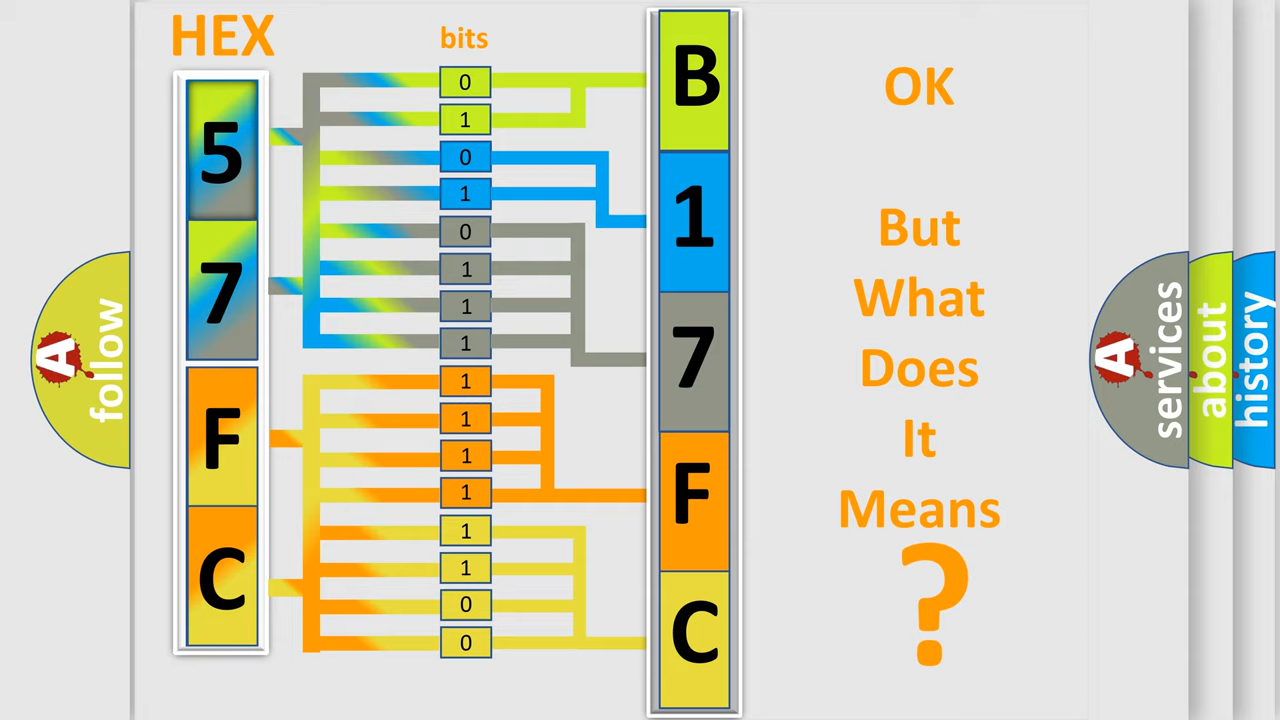 HEX
bits
5
7
F
C
0
1
0
1
0
1
1
1
1
1
1
1
1
1
0
0
B
1
7
F
C
OK
But
What
Does
It
Means
?
A
follow
A
services
about
history